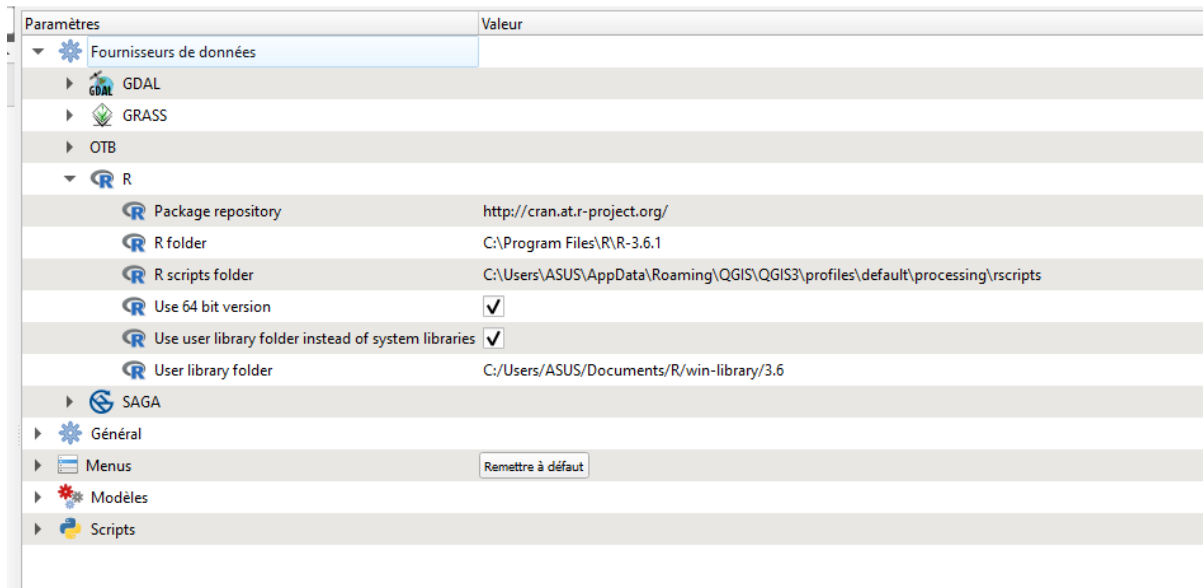 Paramètres Valeur
Fournisseurs de données
GDAL GDAL
GRASS
OTB
R R
R Package repository http://cran.at.r-project.org/
R R folder C:\Program Files\R\R-3.6.1
R R scripts folder C:\Users\ASUS\AppData\Roaming\QGIS\QGIS3\profiles\default\processing\rscripts
R Use 64 bit version
R Use user library folder instead of system libraries
R User library folder C:/Users/ASUS/Documents/R/win-library/3.6
SAGA
Général
Menus Remettre à défaut
Modèles
Scripts